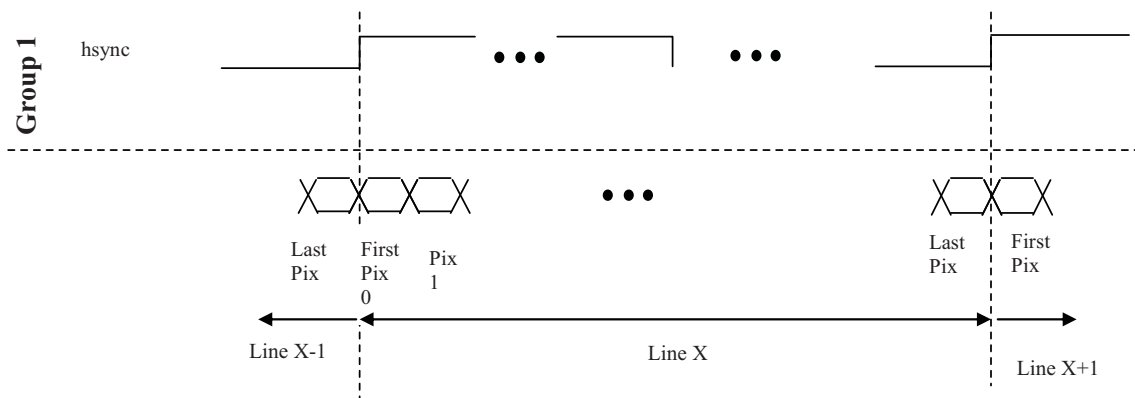 Group 1
hsync
Last
Pix
First
Pix
0
Pix
1
Last
Pix
First
Pix
Line X-1
Line X
Line X+1